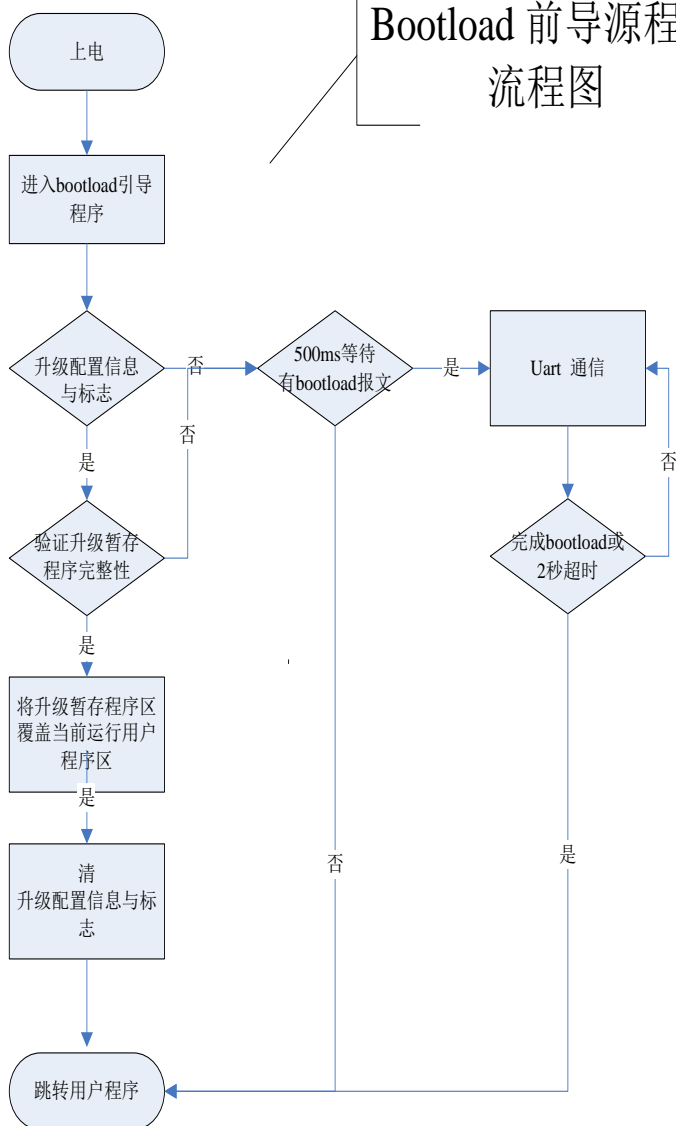 Bootload 前导源程
流程图
上电
进入bootload引导
程序
升级配置信息
与标志
否
500ms等待
有bootload报文
是
Uart 通信
否
否
是
验证升级暂存
程序完整性
完成bootload或
2秒超时
是
将升级暂存程序区
覆盖当前运行用户
程序区
是
清
升级配置信息与标
志
否
是
跳转用户程序